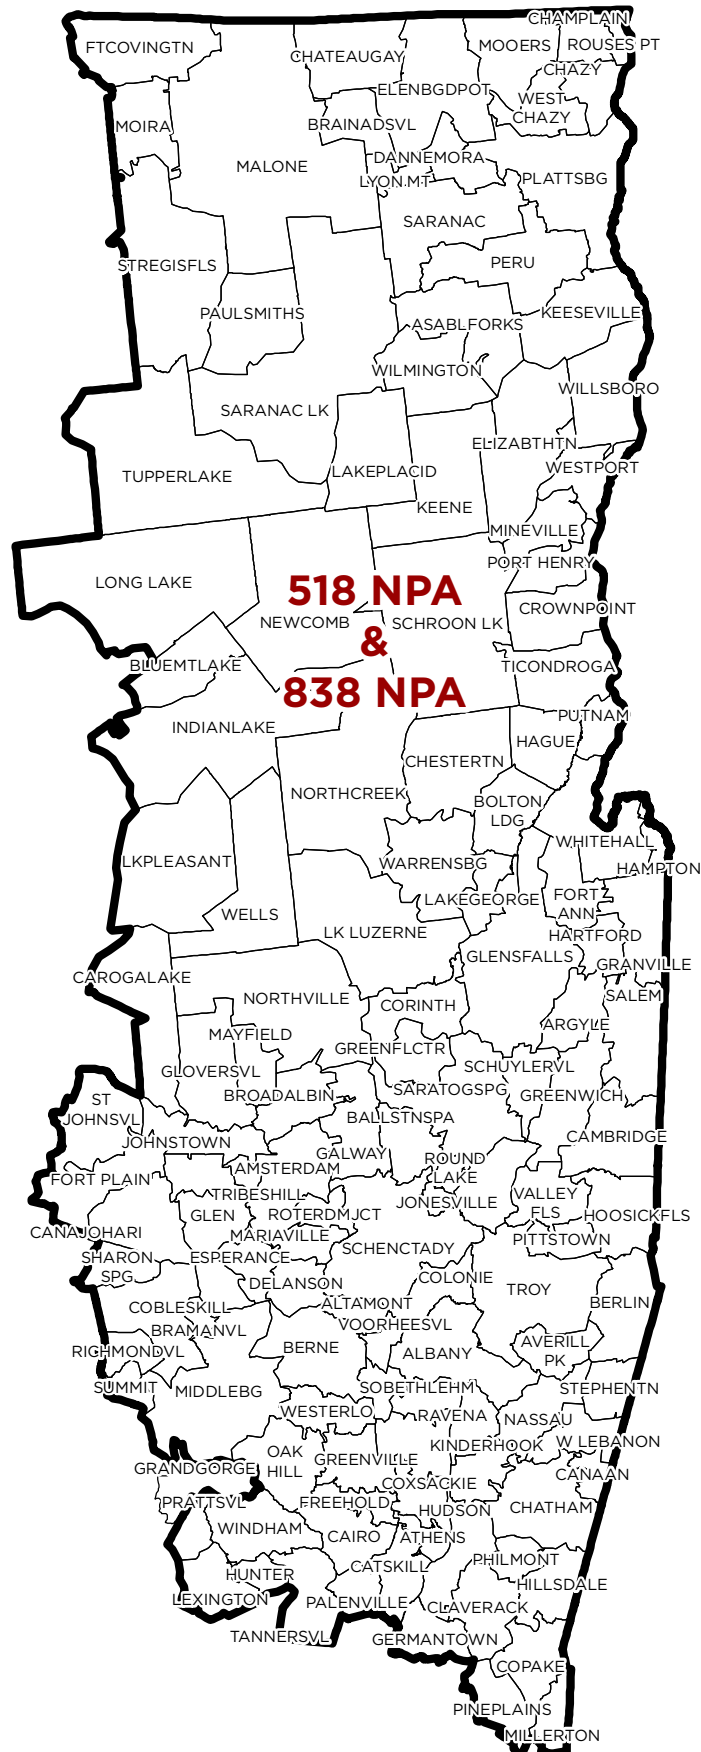 CHAMPLAIN
FTCOVINGTN
CHATEAUGAY
MOOERS
ROUSES PT
CHAZY
ELENBGDPOT
WEST
CHAZY
MOIRA
BRAINADSVL
MALONE
DANNEMORA
LYON MT
PLATTSBG
SARANAC
STREGISFLS
PERU
PAULSMITHS
ASABLFORKS
KEESEVILLE
WILMINGTON
WILLSBORO
SARANAC LK
ELIZABTHTN
TUPPERLAKE
LAKEPLACID
WESTPORT
KEENE
MINEVILLE
PORT HENRY
LONG LAKE
518 NPA
&
838 NPA
NEWCOMB
SCHROON LK
CROWNPOINT
BLUEMTLAKE
TICONDROGA
INDIANLAKE
PUTNAM
HAGUE
CHESTERTN
NORTHCREEK
BOLTON
LDG
WHITEHALL
LKPLEASANT
WARRENSBG
HAMPTON
WELLS
LAKEGEORGE
FORT
ANN
LK LUZERNE
HARTFORD
GLENSFALLS
GRANVILLE
CAROGALAKE
NORTHVILLE
CORINTH
SALEM
MAYFIELD
ARGYLE
GREENFLCTR
GLOVERSVL
SCHUYLERVL
BROADALBIN
SARATOGSPG
GREENWICH
ST
JOHNSVL
BALLSTNSPA
JOHNSTOWN
CAMBRIDGE
GALWAY
AMSTERDAM
ROUND
LAKE
FORT PLAIN
TRIBESHILL
JONESVILLE
VALLEY
FLS
GLEN
ROTERDMJCT
HOOSICKFLS
CANAJOHARI
MARIAVILLE
PITTSTOWN
SHARON
SPG
ESPERANCE
SCHENCTADY
DELANSON
COLONIE
TROY
COBLESKILL
ALTAMONT
BERLIN
BRAMANVL
VOORHEESVL
RICHMONDVL
BERNE
ALBANY
AVERILL
PK
SUMMIT
MIDDLEBG
SOBETHLEHM
STEPHENTN
WESTERLO
RAVENA
NASSAU
OAK
HILL
GREENVILLE
KINDERHOOK
W LEBANON
GRANDGORGE
COXSACKIE
CANAAN
PRATTSVL
FREEHOLD
HUDSON
CHATHAM
WINDHAM
CAIRO
ATHENS
HUNTER
CATSKILL
PHILMONT
HILLSDALE
LEXINGTON
PALENVILLE
CLAVERACK
TANNERSVL
GERMANTOWN
COPAKE
PINEPLAINS
MILLERTON